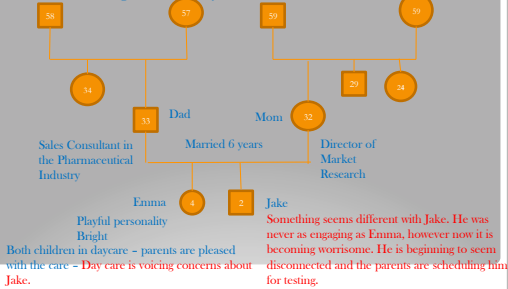 58
57
59
59
34
29
24
33
Dad
Mom
32
Sales Consultant in
the Pharmaceutical
Industry
Married 6 years
Director of
Market
Research
Emma
4
2
Jake
Playful personality
Bright
Something seems different with Jake. He was
never as engaging as Emma, however now it is
becoming worrisome. He is beginning to seem
disconnected and the parents are scheduling him
for testing.
Both children in daycare – parents are pleased
with the care – Day care is voicing concerns about
Jake.